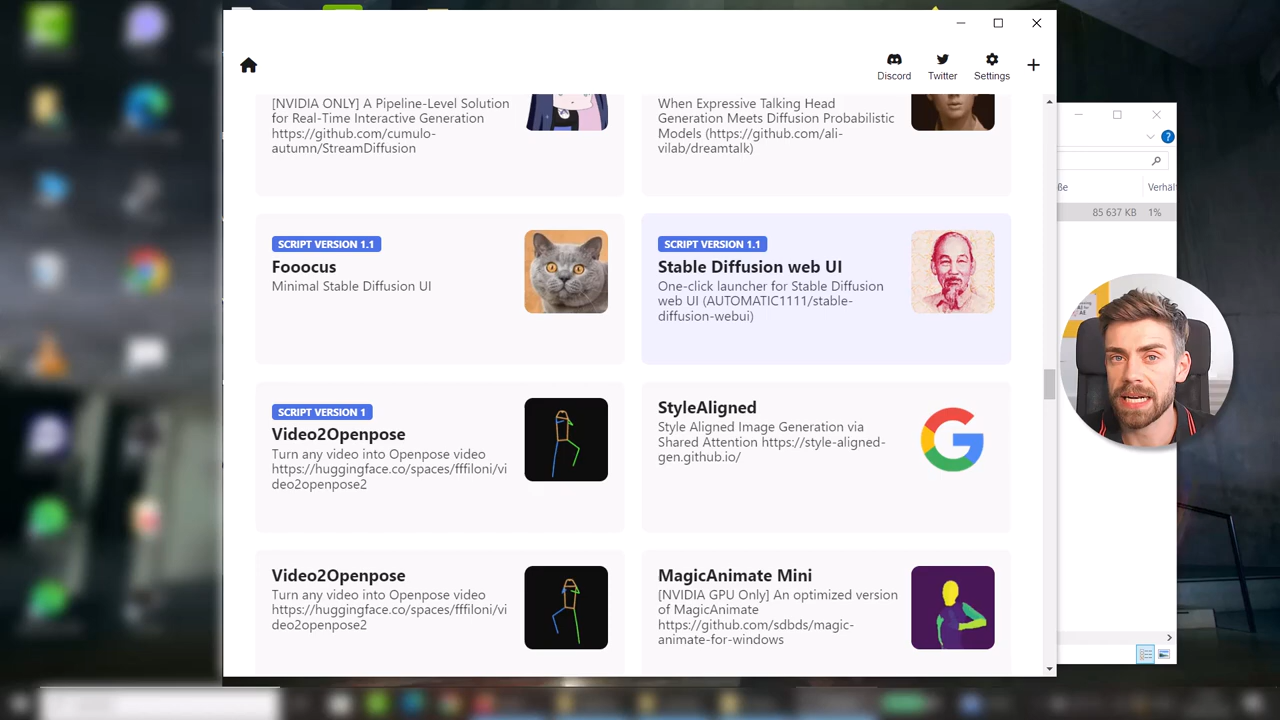 Discord
Twitter
Settings
[NVIDIA ONLY] A Pipeline-Level Solution
for Real-Time Interactive Generation
https://github.com/cumulo-
autumn/StreamDiffusion
When Expressive Talking Head
Generation Meets Diffusion Probabilistic
Models (https://github.com/ali-
vilab/dreamtalk)
SCRIPT VERSION 1.1
Fooocus
Minimal Stable Diffusion UI
SCRIPT VERSION 1.1
Stable Diffusion web UI
One-click launcher for Stable Diffusion
web UI (AUTOMATIC1111/stable-
diffusion-webui)
SCRIPT VERSION 1
Video2Openpose
Turn any video into Openpose video
https://huggingface.co/spaces/fffiloni/vi
deo2openpose2
StyleAligned
Style Aligned Image Generation via
Shared Attention https://style-aligned-
gen.github.io/
Video2Openpose
Turn any video into Openpose video
https://huggingface.co/spaces/fffiloni/vi
deo2openpose2
MagicAnimate Mini
[NVIDIA GPU Only] An optimized version
of MagicAnimate
https://github.com/sdbds/magic-
animate-for-windows
ße
Verhäl
85 637 KB
1%